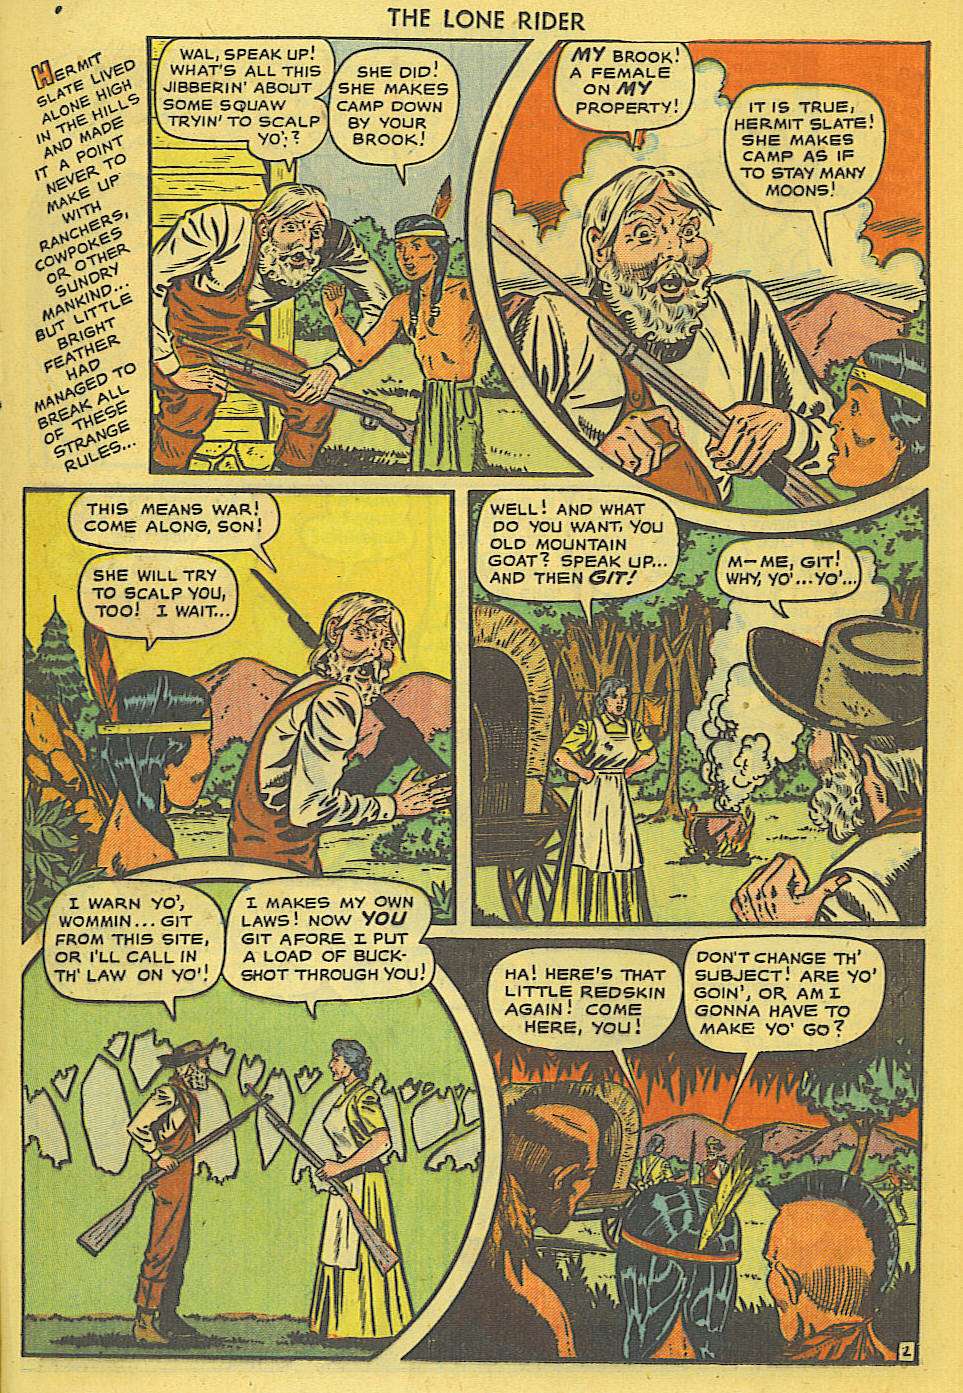 THE LONE RIDER
HERMIT
SLATE LIVED
ALONE HIGH
IN THE HILLS
AND MADE
IT A POINT
NEVER TO
MAKE UP
WITH
RANCHERS,
COWPOKES
OR OTHER
SUNDRY
MANKIND...
BUT LITTLE
BRIGHT
FEATHER
HAD
MANAGED TO
BREAK ALL
OF THESE
STRANGE
RULES...
WAL, SPEAK UP!
WHAT'S ALL THIS
JIBBERIN' ABOUT
SOME SQUAW
TRYIN' TO SCALP
YO'?
SHE DID!
SHE MAKES
CAMP DOWN
BY YOUR
BROOK!
MY BROOK!
A FEMALE
ON MY
PROPERTY!
IT IS TRUE,
HERMIT SLATE!
SHE MAKES
CAMP AS IF
TO STAY MANY
MOONS!
THIS MEANS WAR!
COME ALONG, SON!
SHE WILL TRY
TO SCALP YOU,
TOO! I WAIT...
WELL! AND WHAT
DO YOU WANT, YOU
OLD MOUNTAIN
GOAT? SPEAK UP...
AND THEN GIT!
M-ME, GIT!
WHY, YO'...YO'...
I WARN YO',
WOMMIN... GIT
FROM THIS SITE,
OR I'LL CALL IN
TH' LAW ON YO'!
I MAKES MY OWN
LAWS! NOW YOU
GIT AFORE I PUT
A LOAD OF BUCK-
SHOT THROUGH YOU!
HA! HERE'S THAT
LITTLE REDSKIN
AGAIN! COME
HERE, YOU!
DON'T CHANGE TH'
SUBJECT! ARE YO'
GOIN', OR AM I
GONNA HAVE TO
MAKE YO' GO?
2